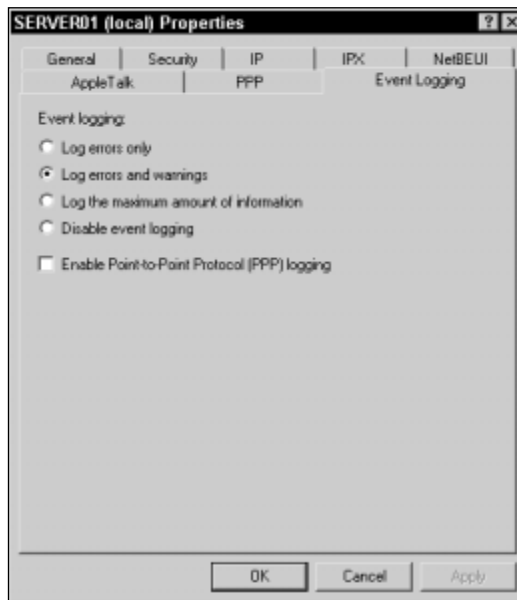 SERVER01 (local) Properties
? X
General Security IP IPX NetBEUI
AppleTalk PPP Event Logging
Event logging:
Log errors only
Log errors and warnings
Log the maximum amount of information
Disable event logging
Enable Point-to-Point Protocol (PPP) logging
OK Cancel Apply